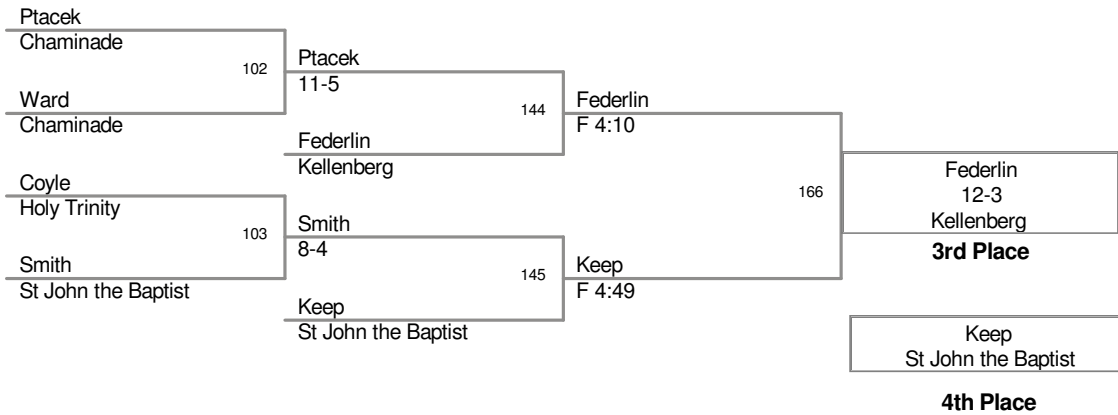 Ptacek
Chaminade
102
Ward
Chaminade
Coyle
Holy Trinity
103
Smith
St John the Baptist
Ptacek
11-5
144
Federlin
Kellenberg
Smith
8-4
145
Keep
St John the Baptist
Federlin
F 4:10
166
Keep
F 4:49
Federlin
12-3
Kellenberg
3rd Place
Keep
St John the Baptist
4th Place